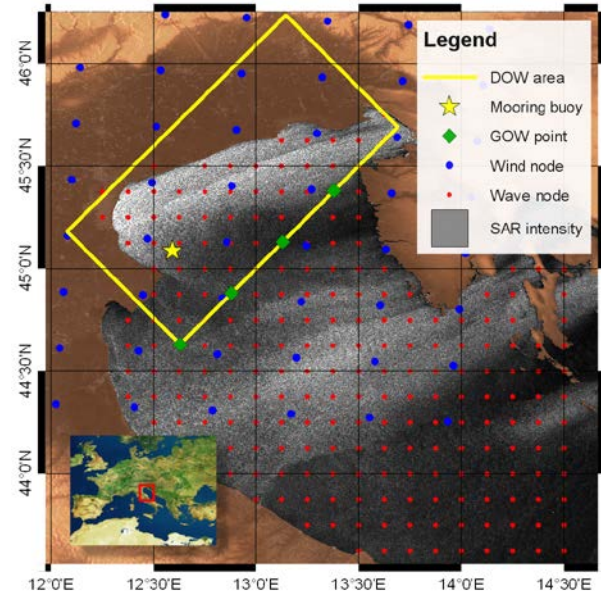 Legend
DOW area
Mooring buoy
GOW point
Wind node
Wave node
SAR intensity
46°0'N
45°30'N
45°0'N
44°30'N
44°0'N
12°0'E
12°30'E
13°0'E
13°30'E
14°0'E
14°30'E